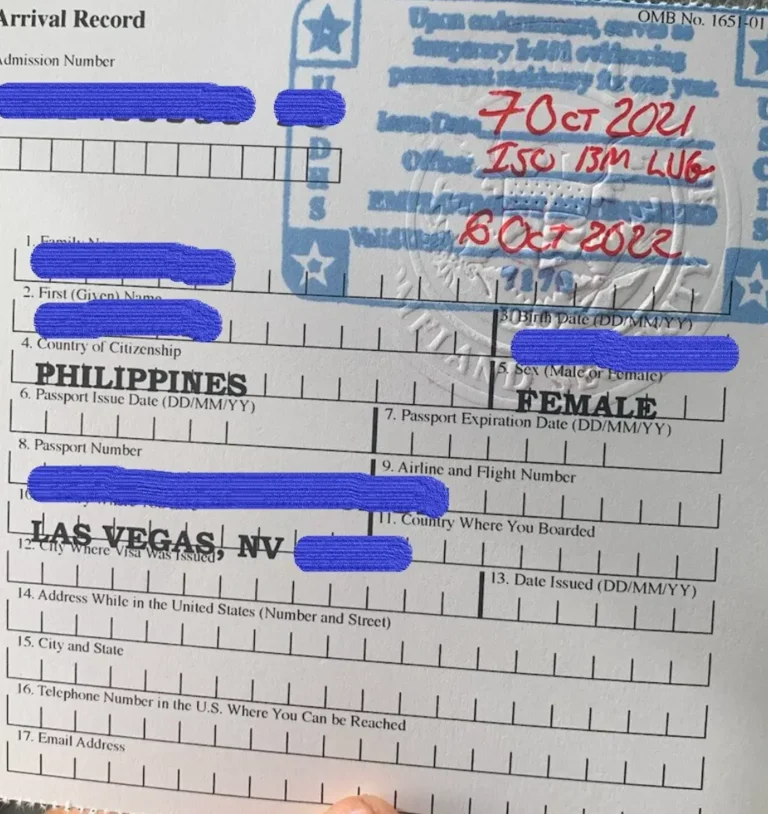 Arrival Record
OMB No. 1651-01
Admission Number
Upon endorsement, serves as
temporary I-551 evidencing
permanent residency for one year.
Issue Date: 7 OCT 2021
Office: ISO 13M LUG
Valid 6 OCT 2022
DHS
1. Family
2. First (Given) Name
3. Birth Date (DD/MM/YY)
4. Country of Citizenship
5. Sex (Male or Female)
PHILIPPINES
FEMALE
6. Passport Issue Date (DD/MM/YY)
7. Passport Expiration Date (DD/MM/YY)
8. Passport Number
9. Airline and Flight Number
11. Country Where You Boarded
LAS VEGAS, NV
12. City Where Visa Was Issued
13. Date Issued (DD/MM/YY)
14. Address While in the United States (Number and Street)
15. City and State
16. Telephone Number in the U.S. Where You Can be Reached
17. Email Address